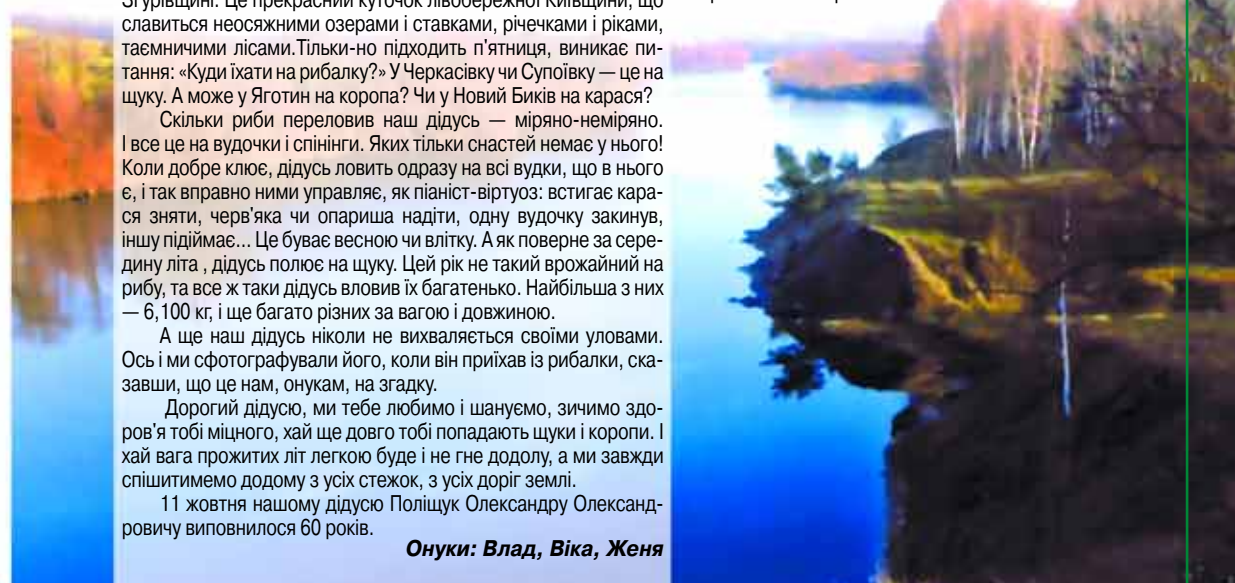 Згурівщині. Це прекрасний куточок лівобережної Київщини, що
славиться неосяжними озерами і ставками, річечками і ріками,
таємничими лісами.Тільки-но підходить п'ятниця, виникає пи-
тання: «Куди їхати на рибалку?» У Черкасівку чи Супоївку — це на
щуку. А може у Яготин на коропа? Чи у Новий Биків на карася?
Скільки риби переловив наш дідусь — міряно-неміряно.
І все це на вудочки і спінінги. Яких тільки снастей немає у нього!
Коли добре клює, дідусь ловить одразу на всі вудки, що в нього
є, і так вправно ними управляє, як піаніст-віртуоз: встигає кара-
ся зняти, черв'яка чи опариша надіти, одну вудочку закинув,
іншу підіймає... Це буває весною чи влітку. А як поверне за сере-
дину літа , дідусь полює на щуку. Цей рік не такий врожайний на
рибу, та все ж таки дідусь вловив їх багатенько. Найбільша з них
— 6,100 кг, і ще багато різних за вагою і довжиною.
А ще наш дідусь ніколи не вихваляється своїми уловами.
Ось і ми сфотографували його, коли він приїхав із рибалки, ска-
завши, що це нам, онукам, на згадку.
Дорогий дідусю, ми тебе любимо і шануємо, зичимо здо-
ров'я тобі міцного, хай ще довго тобі попадають щуки і коропи. І
хай вага прожитих літ легкою буде і не гне додолу, а ми завжди
спішитимемо додому з усіх стежок, з усіх доріг землі.
11 жовтня нашому дідусю Поліщук Олександру Олександ-
ровичу виповнилося 60 років.
Онуки: Влад, Віка, Женя